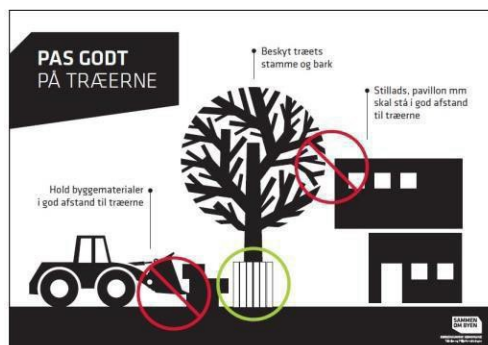 PAS GODT
PÅ TRÆERNE
Beskyt træets
stamme og bark
Stillads, pavillon mm
skal stå i god afstand
til træerne
Hold byggematerialer
i god afstand til træerne
SAMMEN
OM BYEN